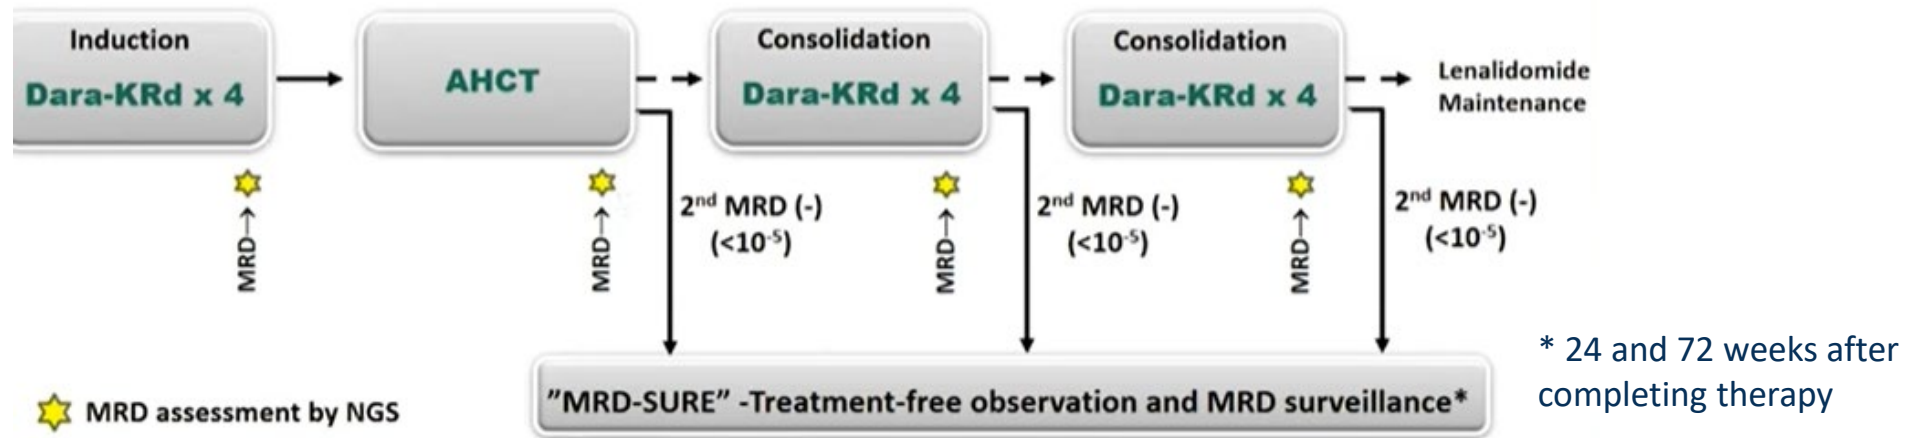 Induction
Dara-KRd x 4
AHCT
Consolidation
Dara-KRd x 4
Consolidation
Dara-KRd x 4
Lenalidomide
Maintenance
MRD→
MRD→
2nd MRD (-)
(<10-5)
MRD→
2nd MRD (-)
(<10-5)
MRD→
2nd MRD (-)
(<10-5)
"MRD-SURE" -Treatment-free observation and MRD surveillance*
* 24 and 72 weeks after
completing therapy
MRD assessment by NGS